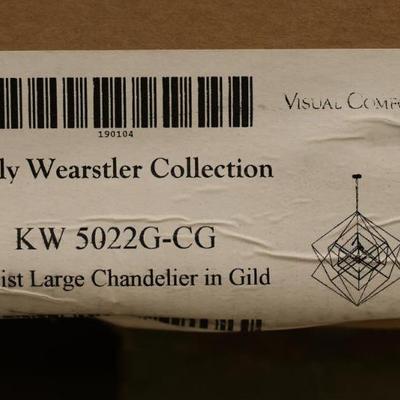 190104
VISUAL COMF
ly Wearstler Collection
KW 5022G-CG
ist Large Chandelier in Gild